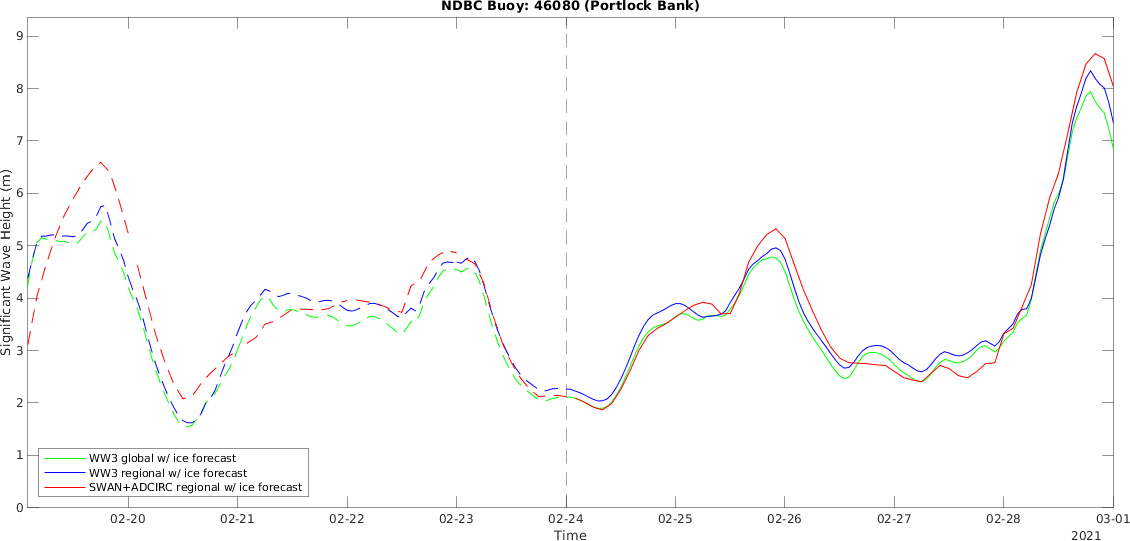 NDBC Buoy: 46080 (Portlock Bank)
Significant Wave Height (m)
9
8
7
6
5
4
3
2
1
0
WW3 global w/ ice forecast
WW3 regional w/ ice forecast
SWAN+ADCIRC regional w/ ice forecast
02-20 02-21 02-22 02-23 02-24 02-25 02-26 02-27 02-28 03-01
Time
2021